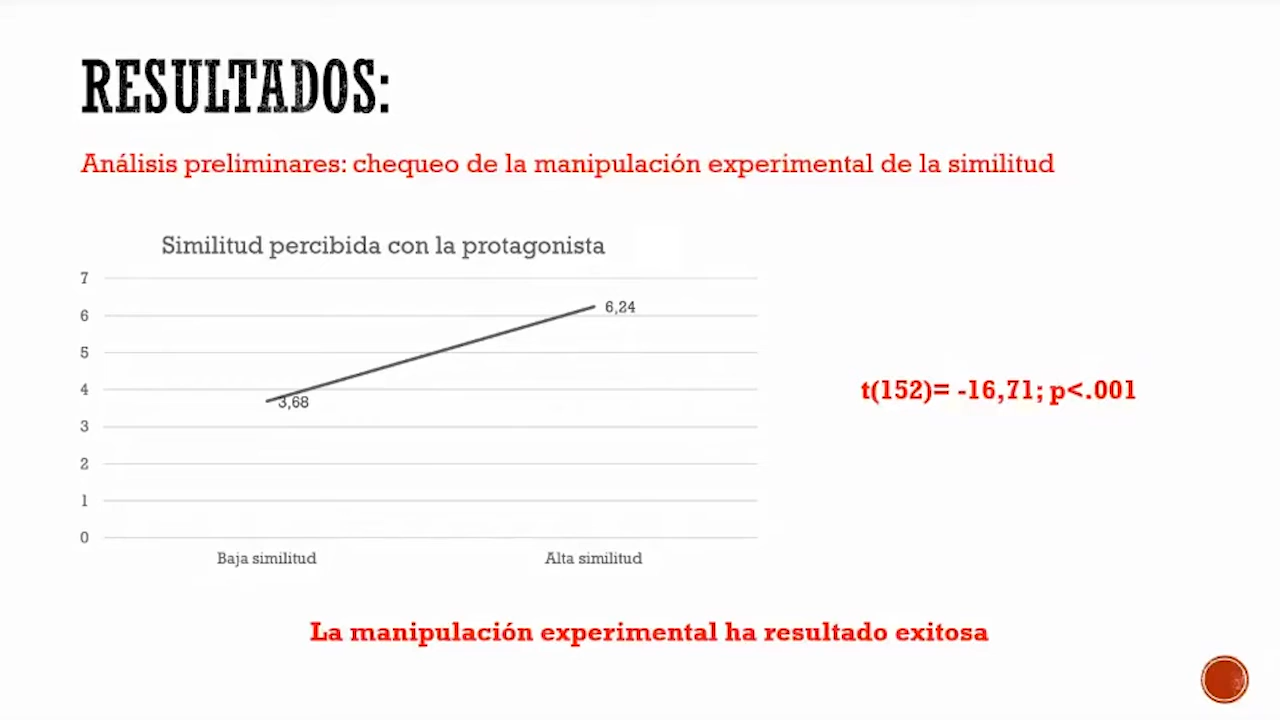 RESULTADOS:
Análisis preliminares: chequeo de la manipulación experimental de la similitud
Similitud percibida con la protagonista
7
6
5
4
3
2
1
0
6,24
3,68
Baja similitud
Alta similitud
t(152)= -16,71; p<.001
La manipulación experimental ha resultado exitosa